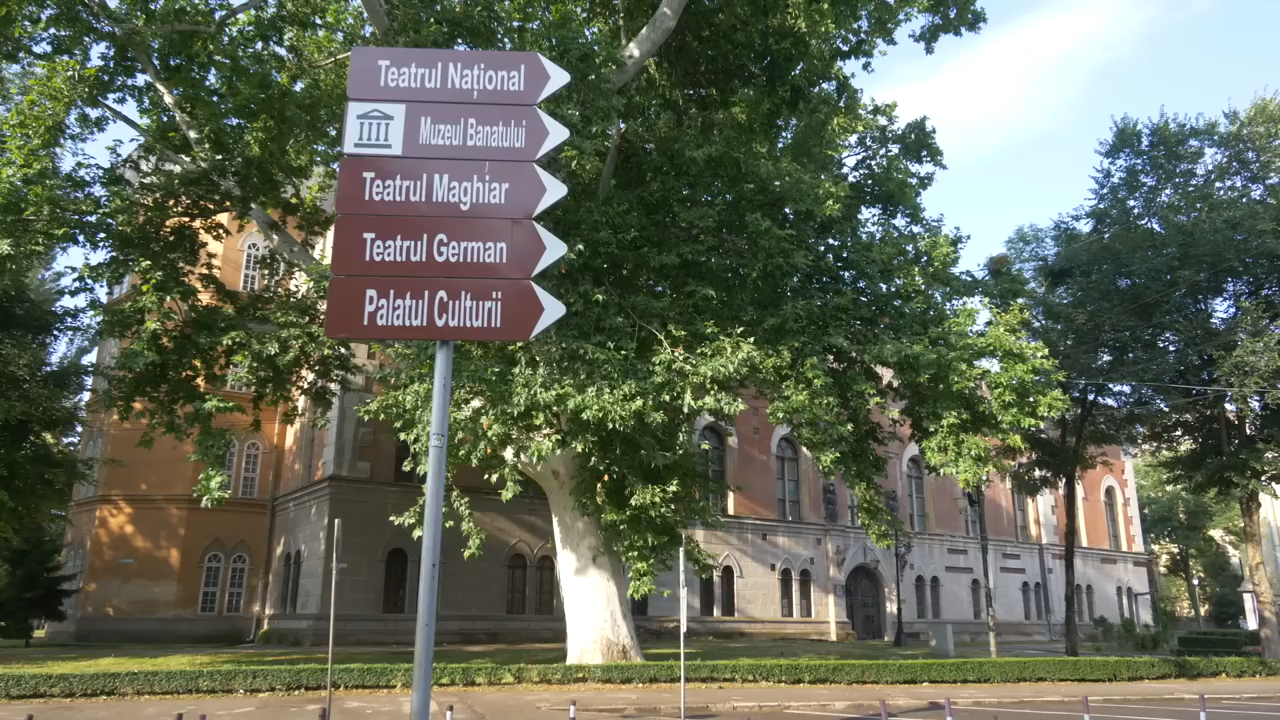 Teatrul Național
Muzeul Banatului
Teatrul Maghiar
Teatrul German
Palatul Culturii